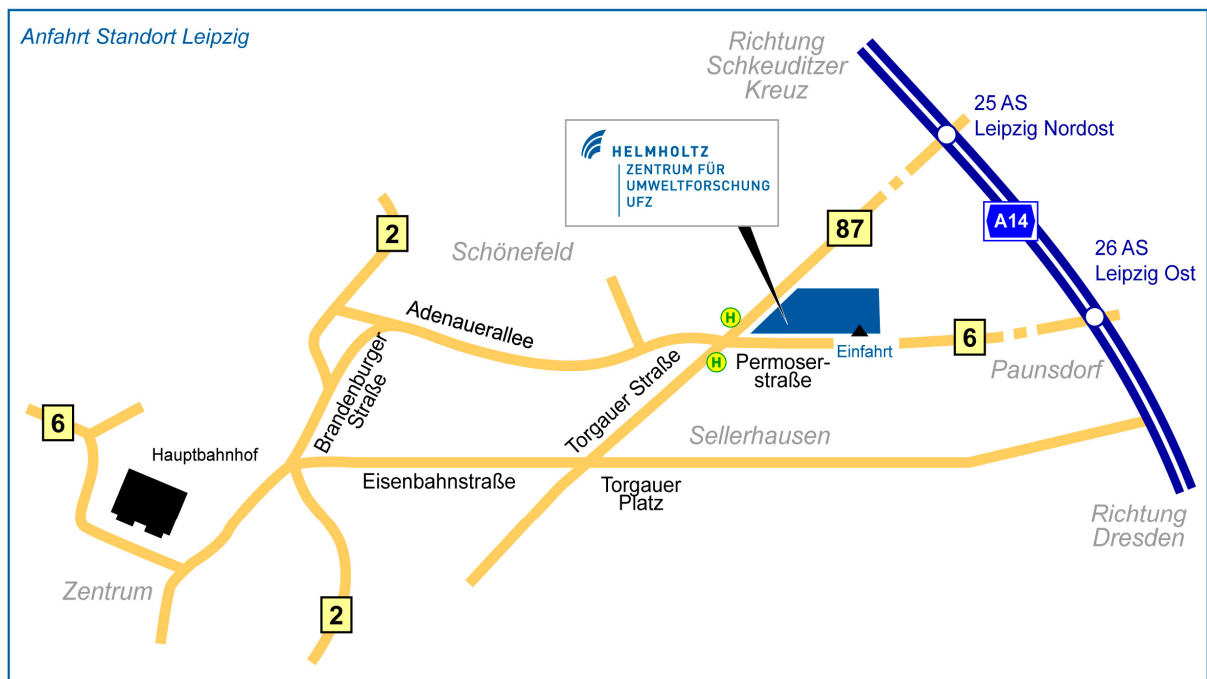 Anfahrt Standort Leipzig
Richtung
Schkeuditzer
Kreuz
25 AS
Leipzig Nordost
HELMHOLTZ
ZENTRUM FÜR
UMWELTFORSCHUNG
UFZ
87
A14
2
Schönefeld
26 AS
Leipzig Ost
Adenauerallee
H
H
Einfahrt
6
Permoser-
straße
Paunsdorf
Brandenburger
Straße
Torgauer Straße
6
Hauptbahnhof
Sellerhausen
Eisenbahnstraße
Torgauer
Platz
Richtung
Dresden
Zentrum
2